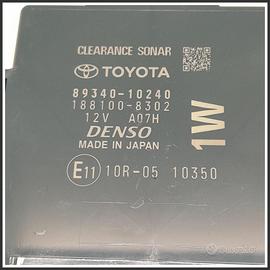 CLEARANCE SONAR
TOYOTA
89340-10240
188100-8302
12V A07H
DENSO
MADE IN JAPAN
E11 10R-05 10350
1W